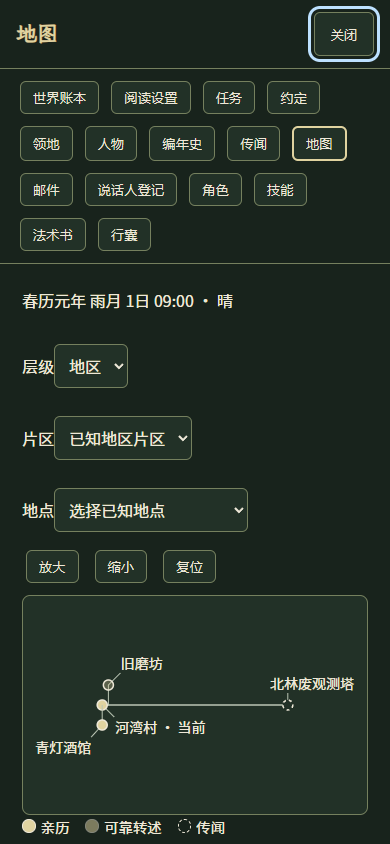 地图 关闭
世界账本 阅读设置 任务 约定
领地 人物 编年史 传闻 地图
邮件 说话人登记 角色 技能
法术书 行囊
春历元年 雨月 1日 09:00 · 晴
层级 地区
片区 已知地区片区
地点 选择已知地点
放大 缩小 复位
旧磨坊
北林废观测塔
河湾村 · 当前
青灯酒馆
亲历 可靠转述 传闻